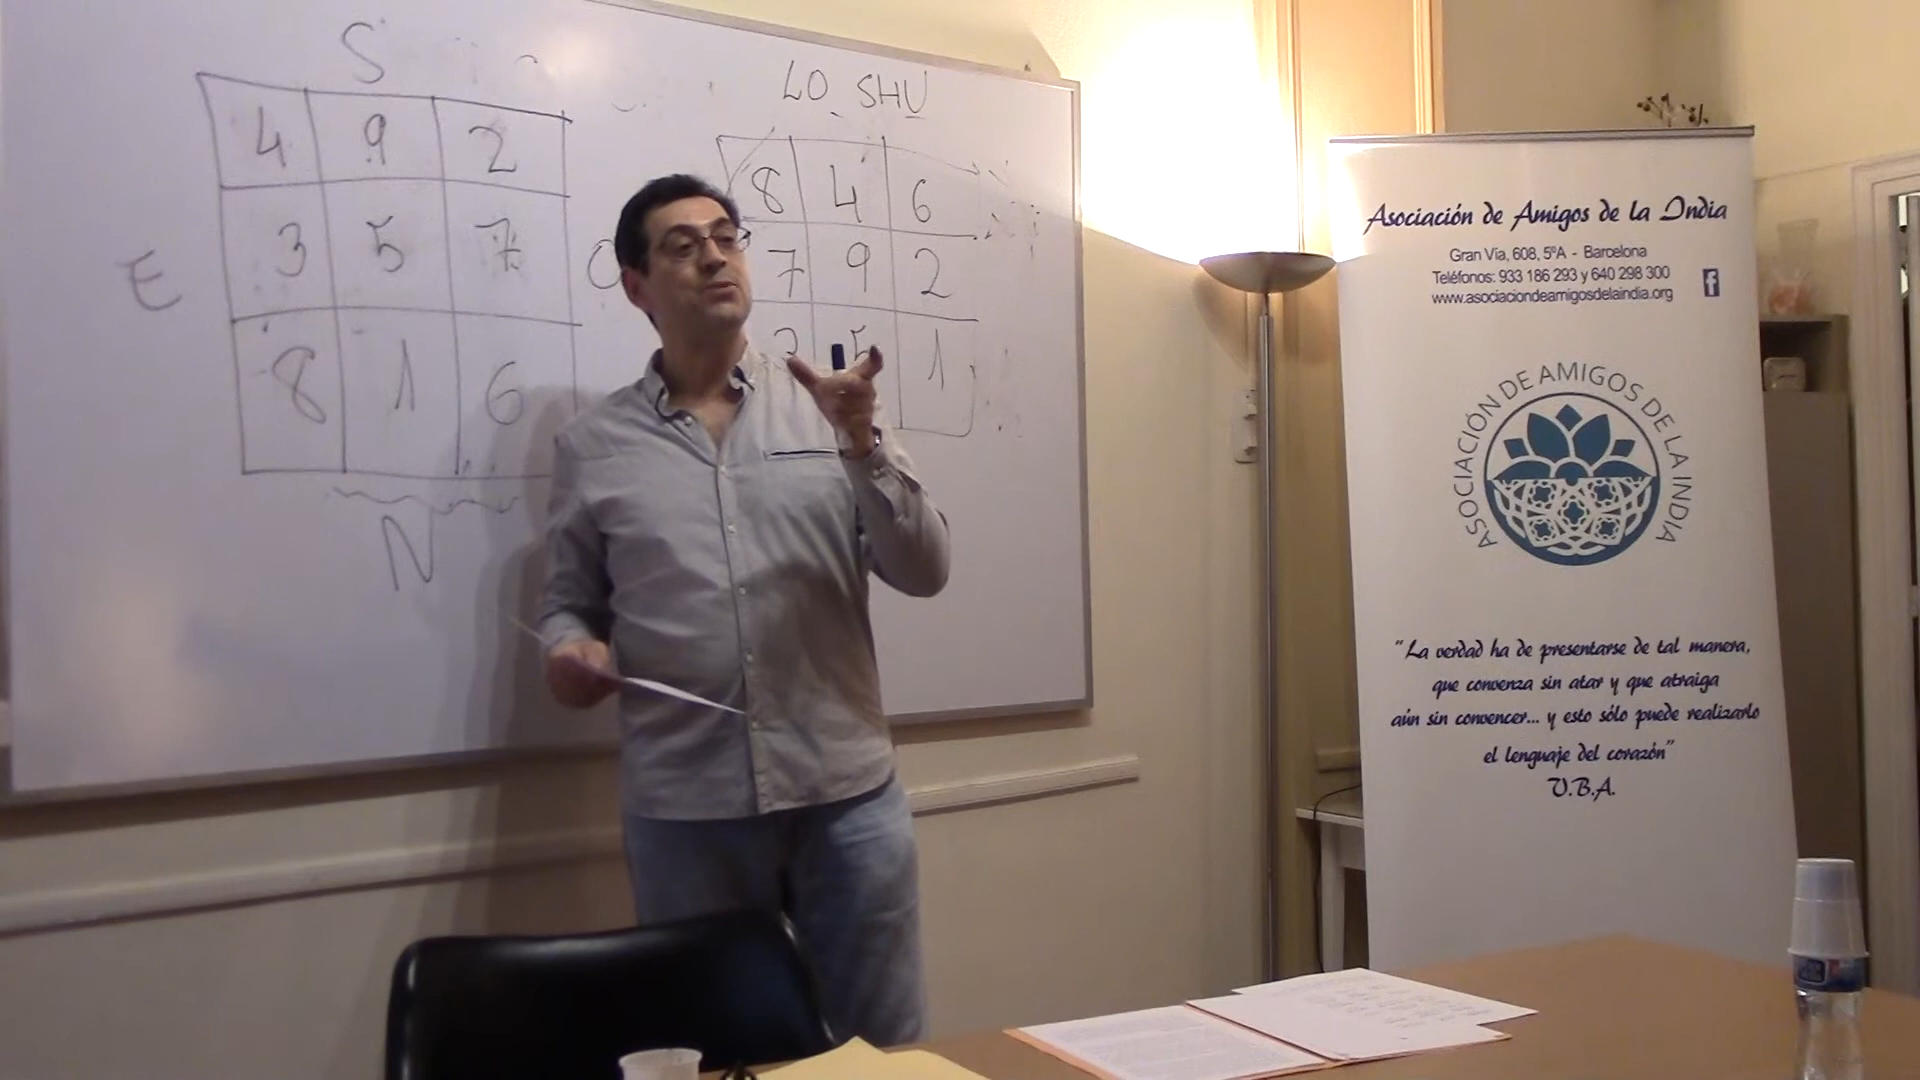 S
4 9 2
E 3 5 7 O
8 1 6
N
LO SHU
8 4 6
7 9 2
3 5 1
Asociación de Amigos de la India
Gran Vía, 608, 5ºA - Barcelona
Teléfonos: 933 186 293 y 640 298 300
www.asociaciondeamigosdelaindia.org
f
ASOCIACIÓN DE AMIGOS DE LA INDIA
"La verdad ha de presentarse de tal manera,
que convenza sin atar y que atraiga
aún sin convencer... y esto sólo puede realizarlo
el lenguaje del corazón"
V.B.A.